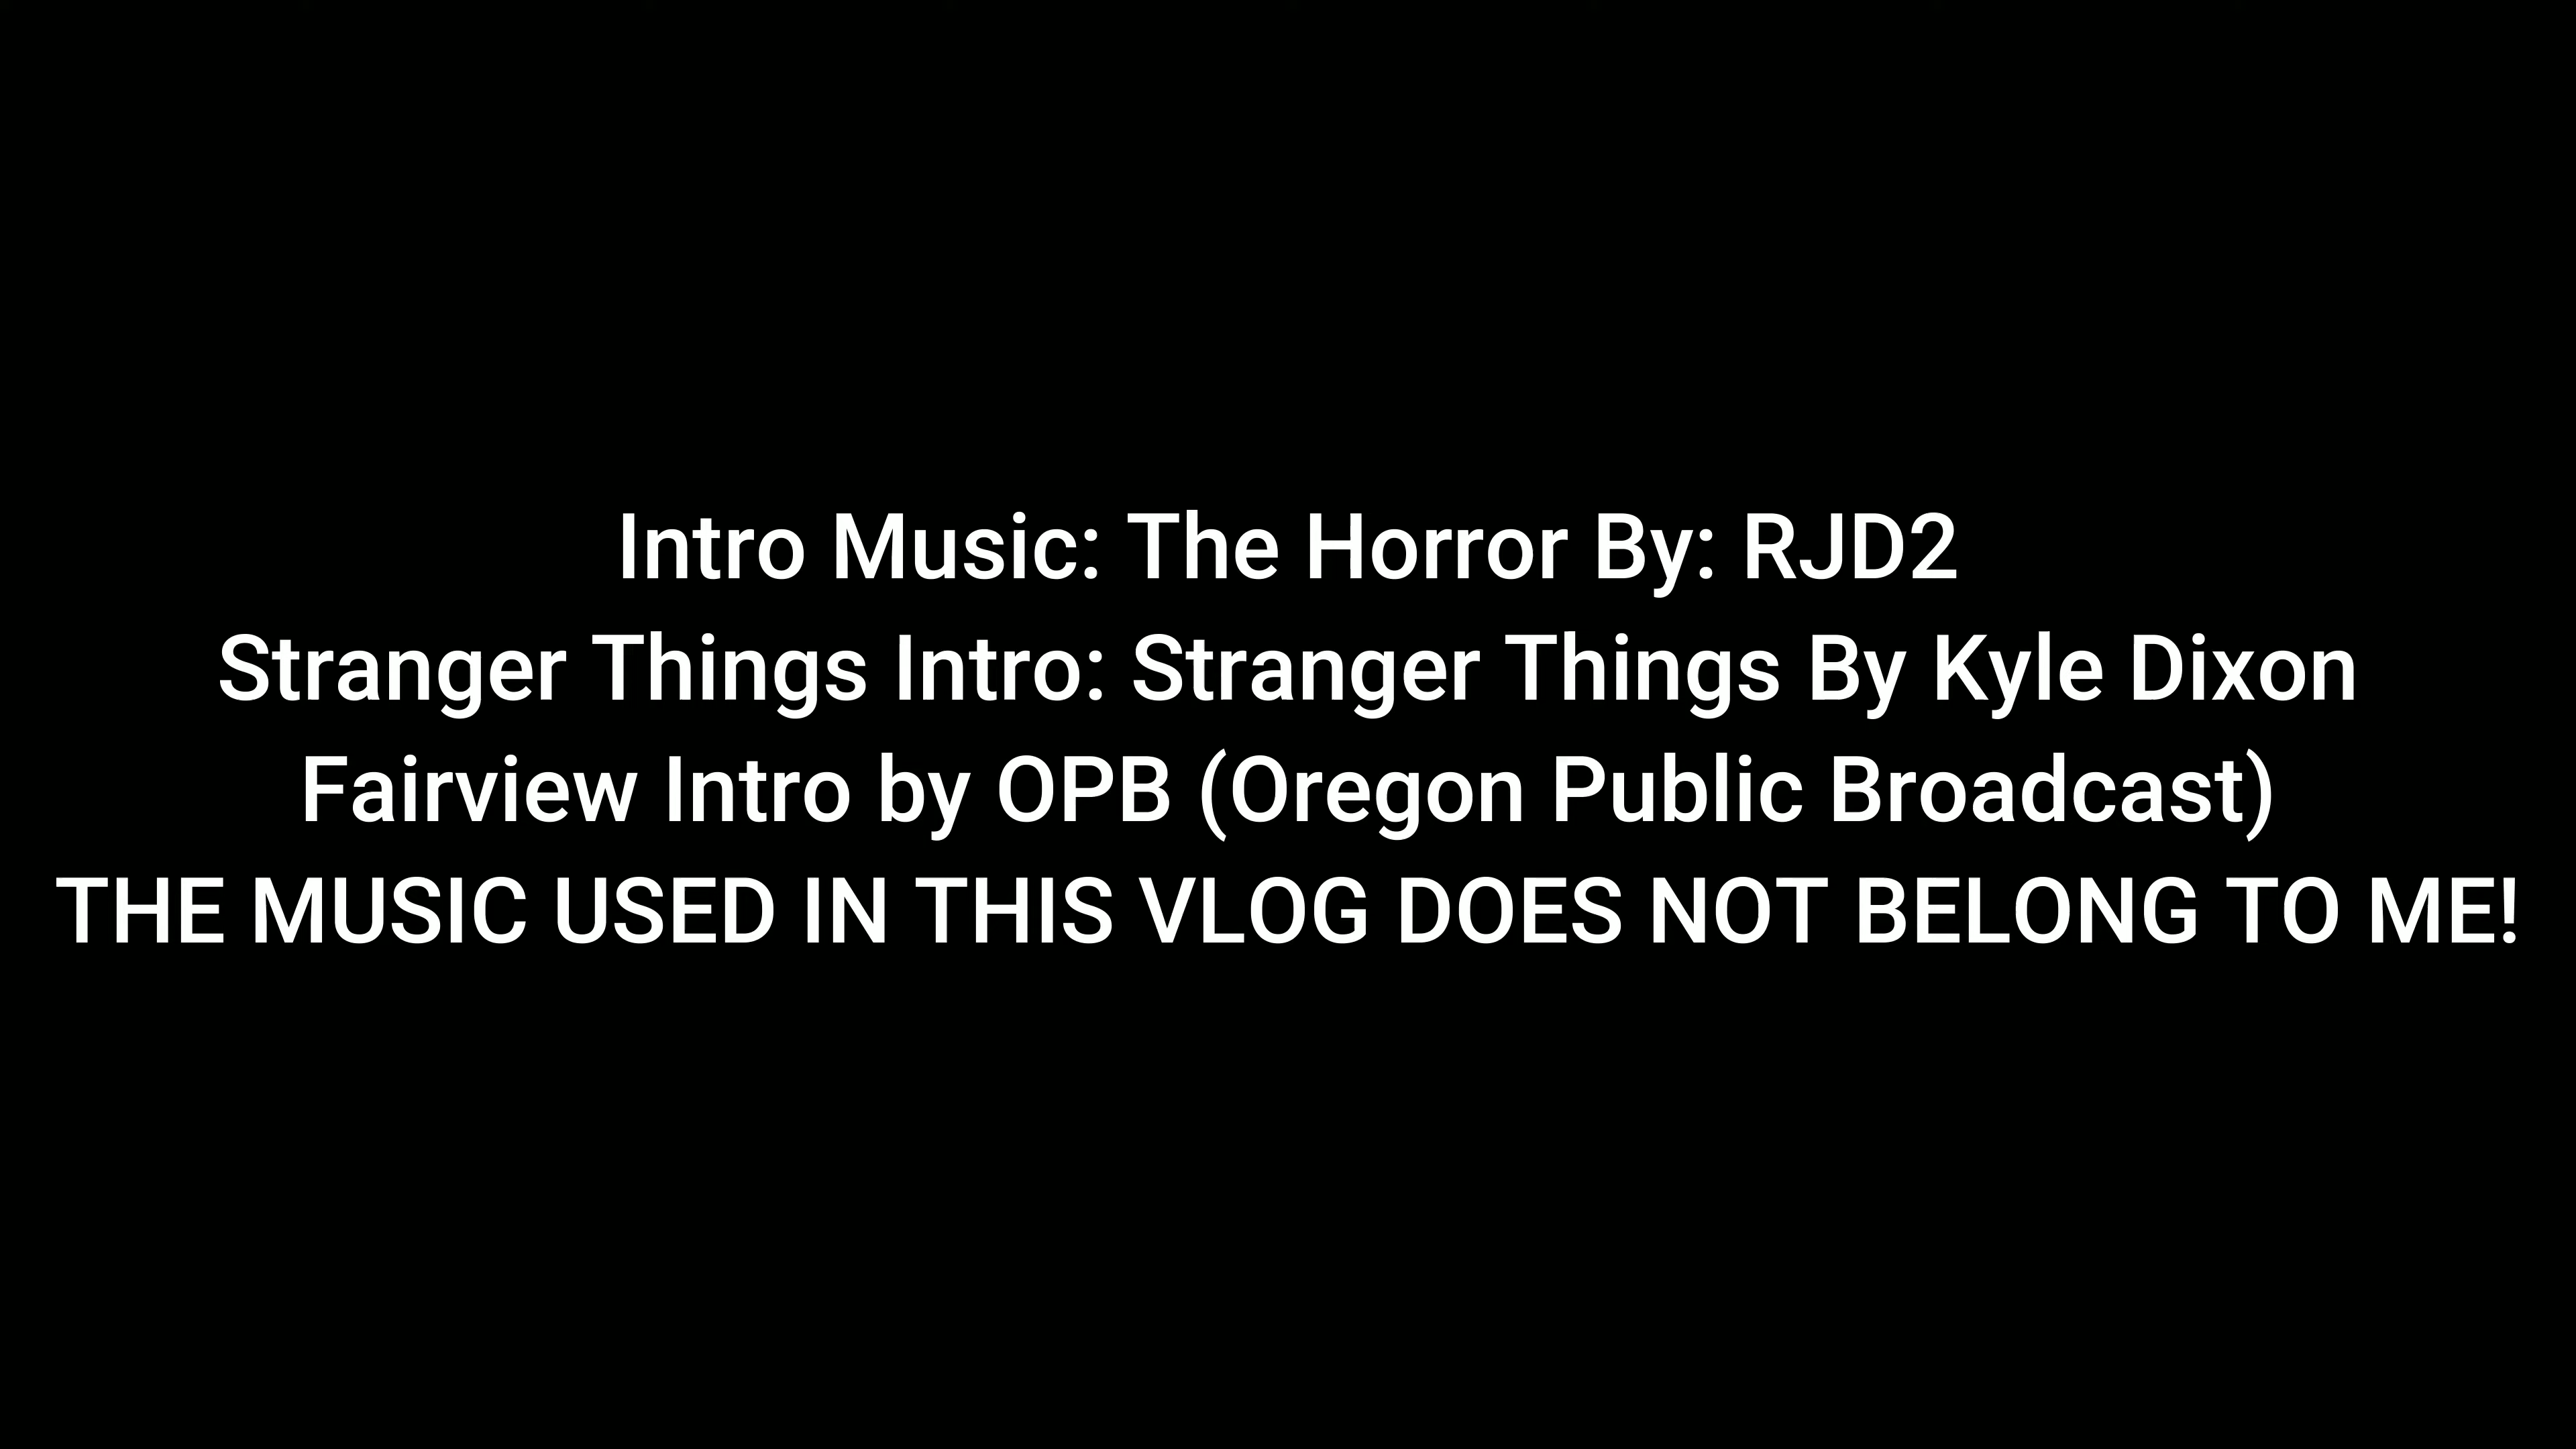 Intro Music: The Horror By: RJD2
Stranger Things Intro: Stranger Things By Kyle Dixon
Fairview Intro by OPB (Oregon Public Broadcast)
THE MUSIC USED IN THIS VLOG DOES NOT BELONG TO ME!